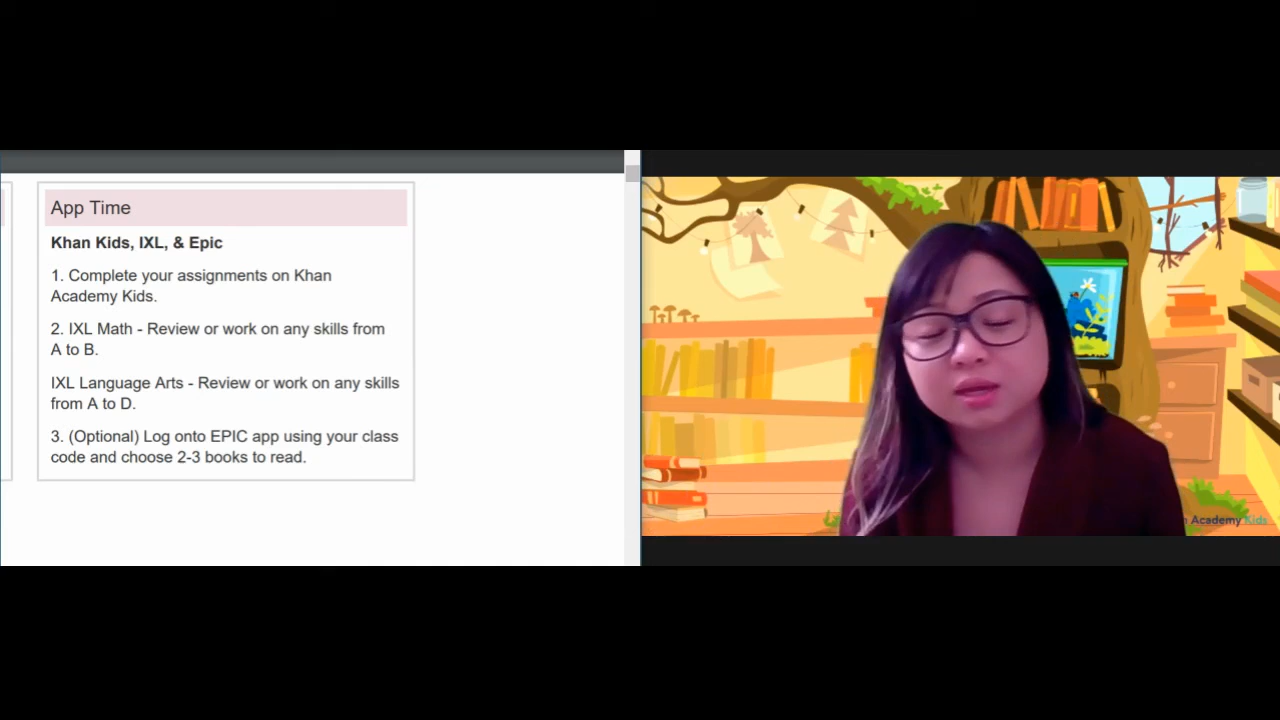 App Time
Khan Kids, IXL, & Epic
1. Complete your assignments on Khan
Academy Kids.
2. IXL Math - Review or work on any skills from
A to B.
IXL Language Arts - Review or work on any skills
from A to D.
3. (Optional) Log onto EPIC app using your class
code and choose 2-3 books to read.
Academy Kids